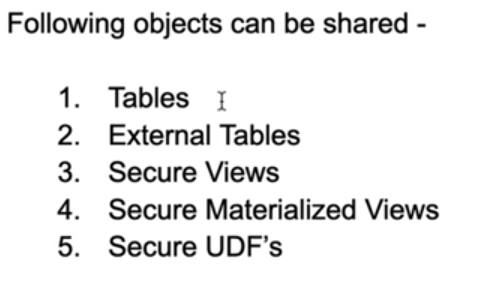 Following objects can be shared -
1. Tables
2. External Tables
3. Secure Views
4. Secure Materialized Views
5. Secure UDF's